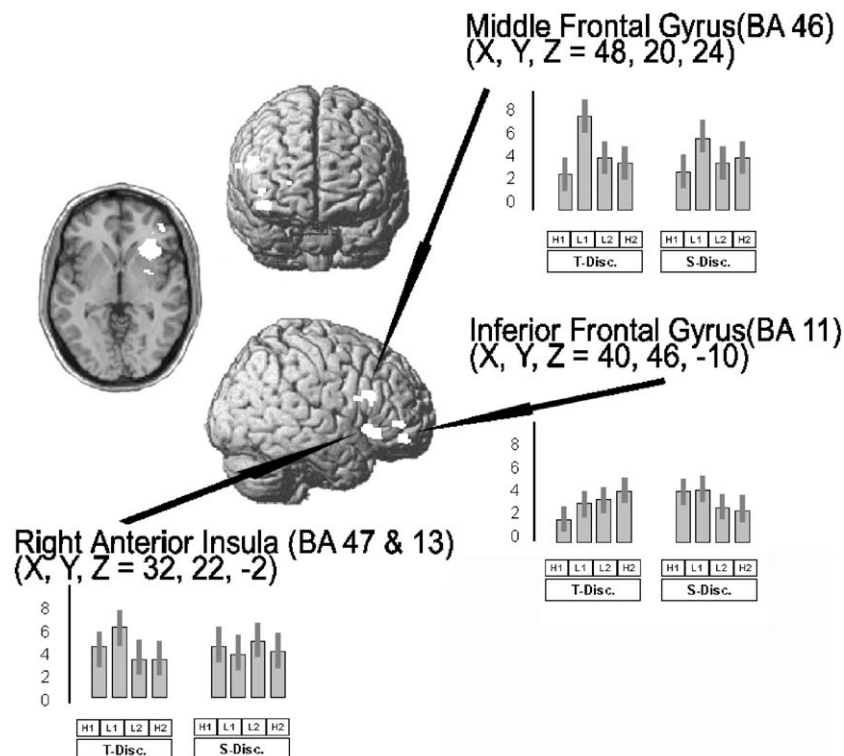 Middle Frontal Gyrus(BA 46)
(X, Y, Z = 48, 20, 24)
8
6
4
2
0
H1 L1 L2 H2 H1 L1 L2 H2
T-Disc. S-Disc.
Inferior Frontal Gyrus(BA 11)
(X, Y, Z = 40, 46, -10)
8
6
4
2
0
H1 L1 L2 H2 H1 L1 L2 H2
T-Disc. S-Disc.
Right Anterior Insula (BA 47 & 13)
(X, Y, Z = 32, 22, -2)
8
6
4
2
0
H1 L1 L2 H2 H1 L1 L2 H2
T-Disc. S-Disc.